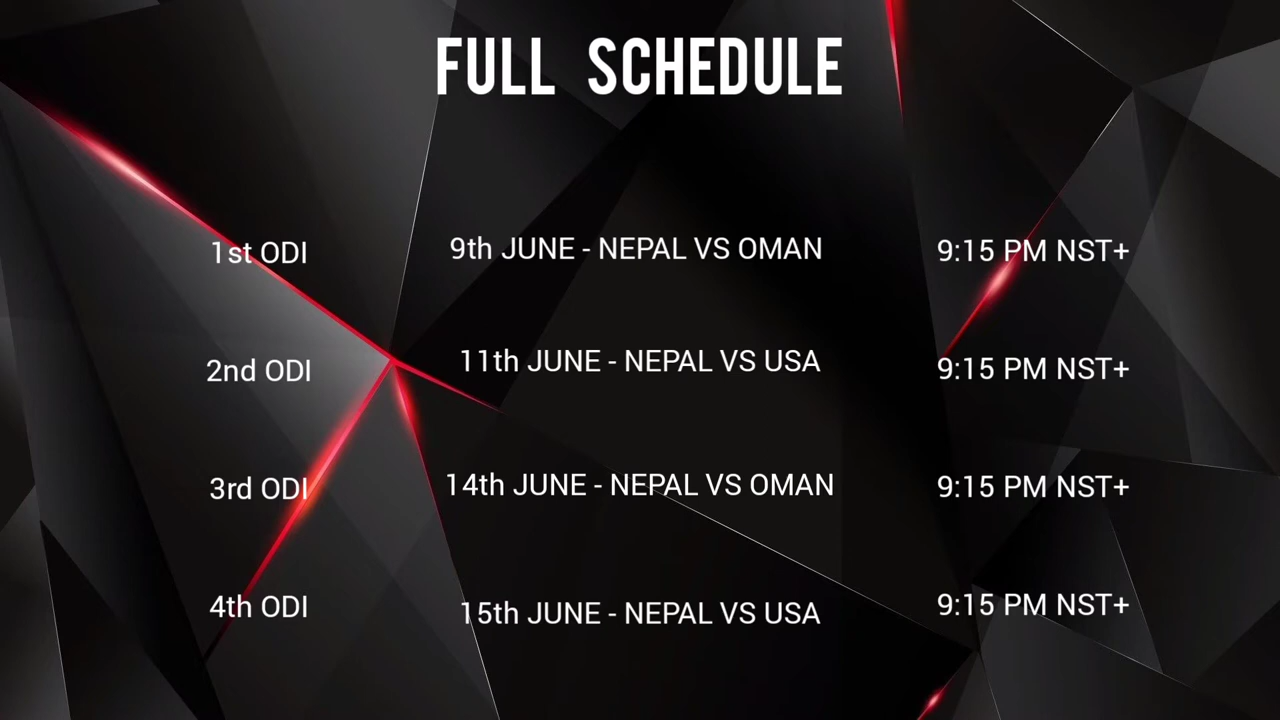 FULL SCHEDULE
1st ODI 9th JUNE - NEPAL VS OMAN 9:15 PM NST+
2nd ODI 11th JUNE - NEPAL VS USA 9:15 PM NST+
3rd ODI 14th JUNE - NEPAL VS OMAN 9:15 PM NST+
4th ODI 15th JUNE - NEPAL VS USA 9:15 PM NST+